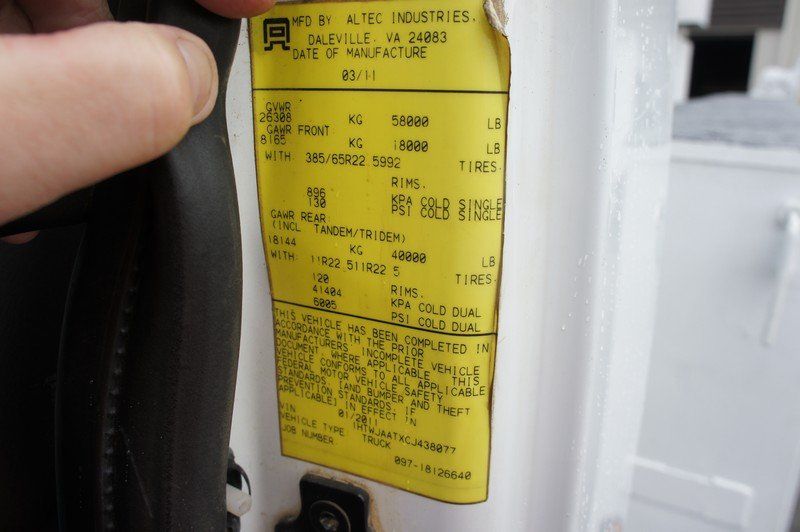 MFD BY ALTEC INDUSTRIES,
DALEVILLE, VA 24083
DATE OF MANUFACTURE
03/11
GVWR
26308 KG 58000 LB
GAWR FRONT
8165 KG 18000 LB
WITH 385/65R22 5992 TIRES.
RIMS.
896 KPA COLD SINGLE
130 PSI COLD SINGLE
GAWR REAR:
(INCL TANDEM/TRIDEM)
18144 KG 40000 LB
WITH: 11R22 511R22 5 TIRES
120 RIMS.
41404 KPA COLD DUAL
6005 PSI COLD DUAL
THIS VEHICLE HAS BEEN COMPLETED IN
ACCORDANCE WITH THE PRIOR
MANUFACTURERS INCOMPLETE VEHICLE
DOCUMENT, WHERE APPLICABLE. THIS
VEHICLE CONFORMS TO ALL APPLICABLE
FEDERAL MOTOR VEHICLE SAFETY
STANDARDS, (AND BUMPER AND THEFT
PREVENTION STANDARDS, IF
APPLICABLE) IN EFFECT IN
01/2011
VIN 1HTWJAATXCJ438077
VEHICLE TYPE TRUCK
JOB NUMBER 097-18126640